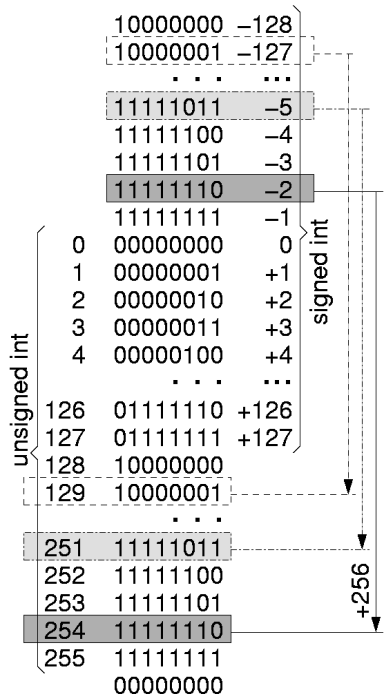 10000000 −128
10000001 −127
. . . ...
11111011 −5
11111100 −4
11111101 −3
11111110 −2
11111111 −1
0 00000000 0
1 00000001 +1
2 00000010 +2
3 00000011 +3
4 00000100 +4
. . . ...
126 01111110 +126
127 01111111 +127
128 10000000
129 10000001
. . .
251 11111011
252 11111100
253 11111101
254 11111110
255 11111111
00000000
unsigned int
signed int
+256